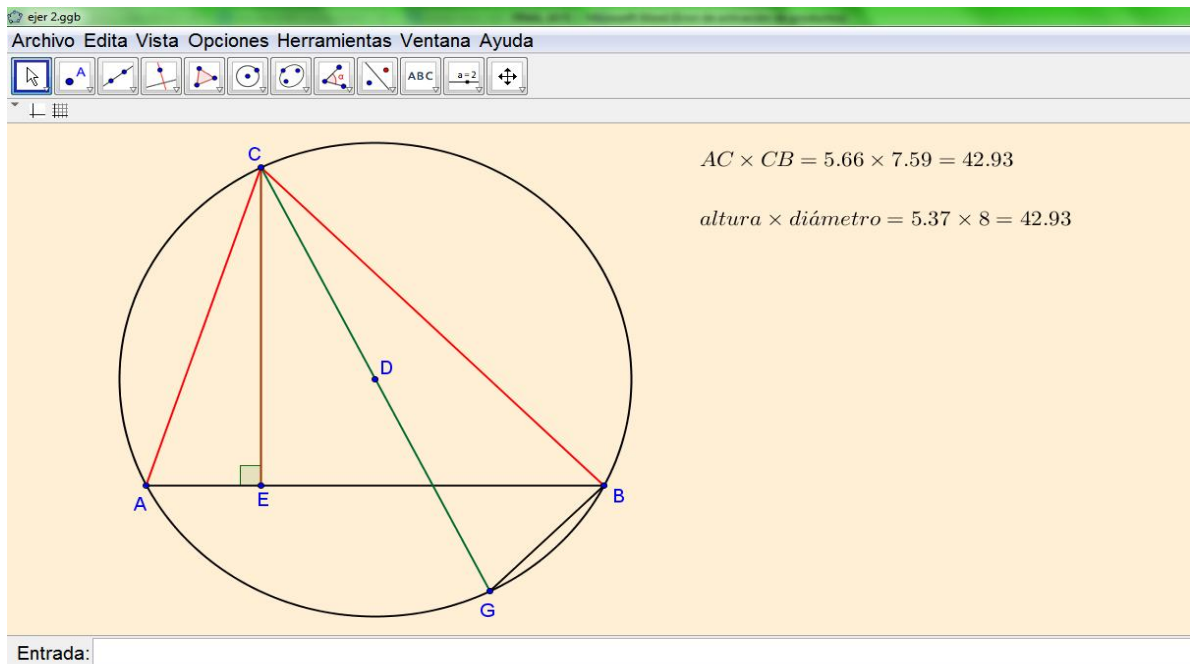 ejer 2.ggb
Archivo Edita Vista Opciones Herramientas Ventana Ayuda
A α ABC a=2
C
AC × CB = 5.66 × 7.59 = 42.93
altura × diámetro = 5.37 × 8 = 42.93
D
A E B
G
Entrada: